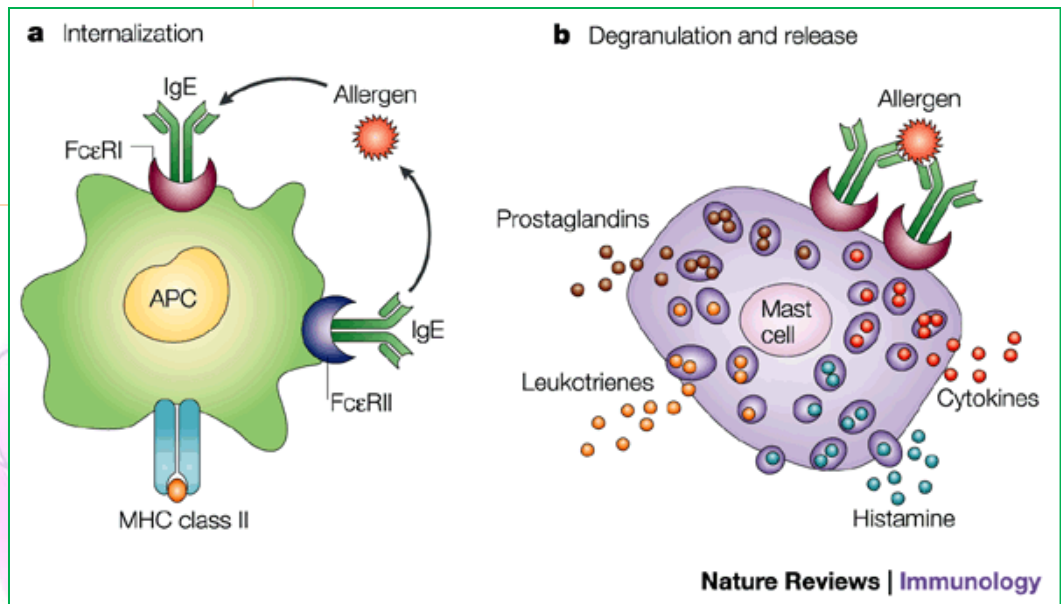 a Internalization
IgE
Allergen
FcεRI
APC
IgE
FcεRII
MHC class II
b Degranulation and release
Allergen
Prostaglandins
Mast
cell
Leukotrienes
Cytokines
Histamine
Nature Reviews | Immunology